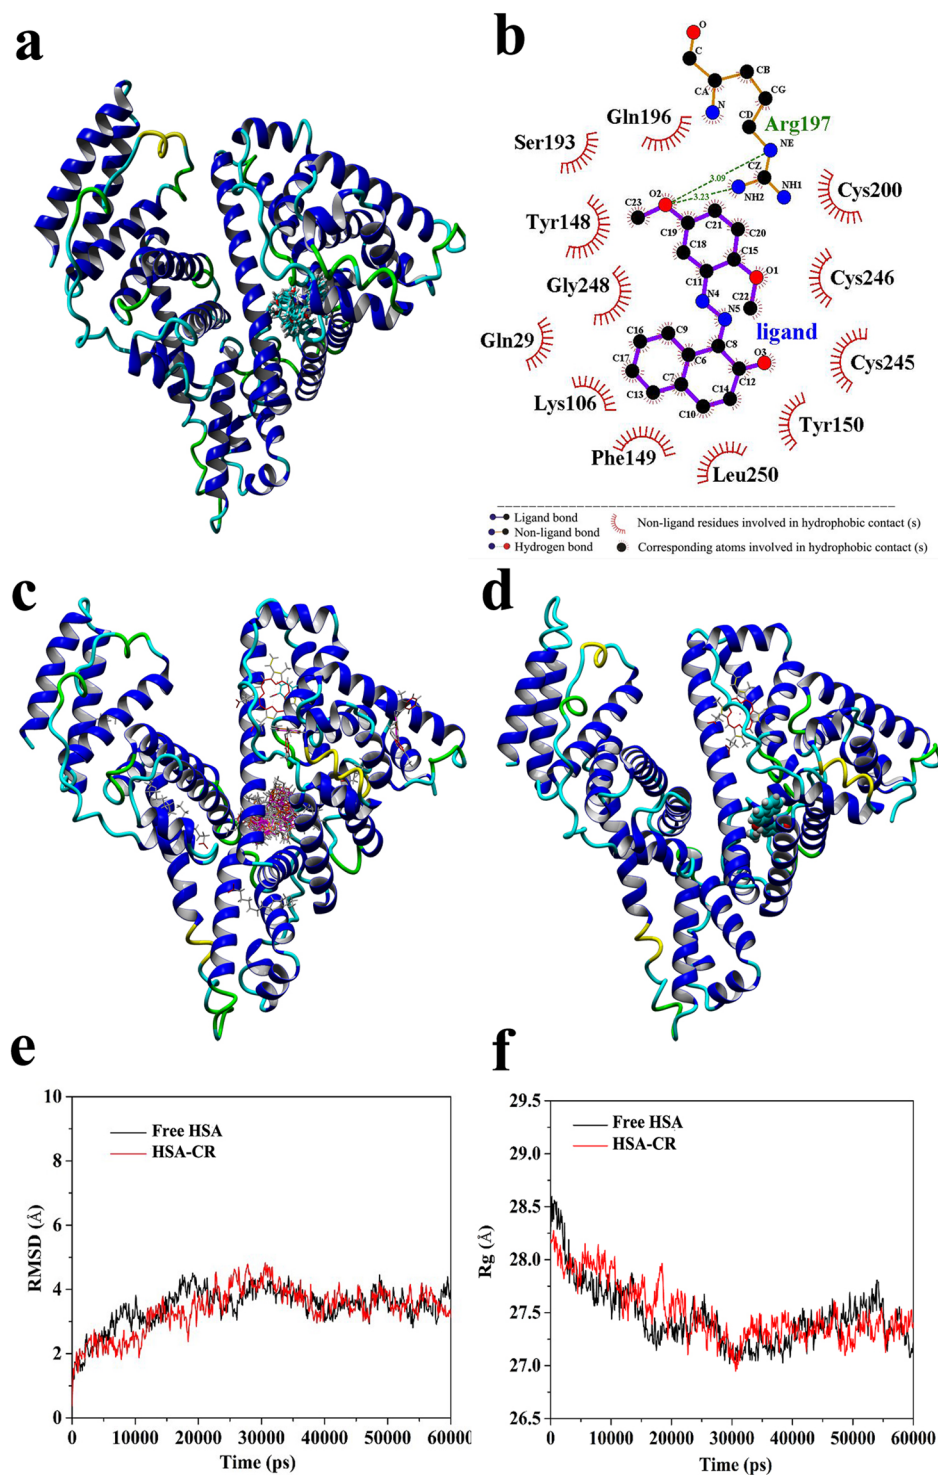 a
b
O
C
CB
CA
CG
N
CD
Gln196
Arg197
Ser193
NE
CZ
3.09
NH1
NH2
3.23
Cys200
O2
C23
C21
Tyr148
C19
C20
C18
C15
O1
Cys246
Gly248
C11
N4
C22
N5
ligand
C16
C9
Gln29
C8
O3
C17
C6
C12
Cys245
C7
C14
Lys106
C13
C10
Tyr150
Phe149
Leu250
Ligand bond
Non-ligand bond
Hydrogen bond
Non-ligand residues involved in hydrophobic contact (s)
Corresponding atoms involved in hydrophobic contact (s)
c
d
e
f
10
8
6
4
2
0
RMSD (Å)
Free HSA
HSA-CR
0
10000
20000
30000
40000
50000
60000
Time (ps)
29.5
29.0
28.5
28.0
27.5
27.0
26.5
Rg (Å)
Free HSA
HSA-CR
0
10000
20000
30000
40000
50000
60000
Time (ps)